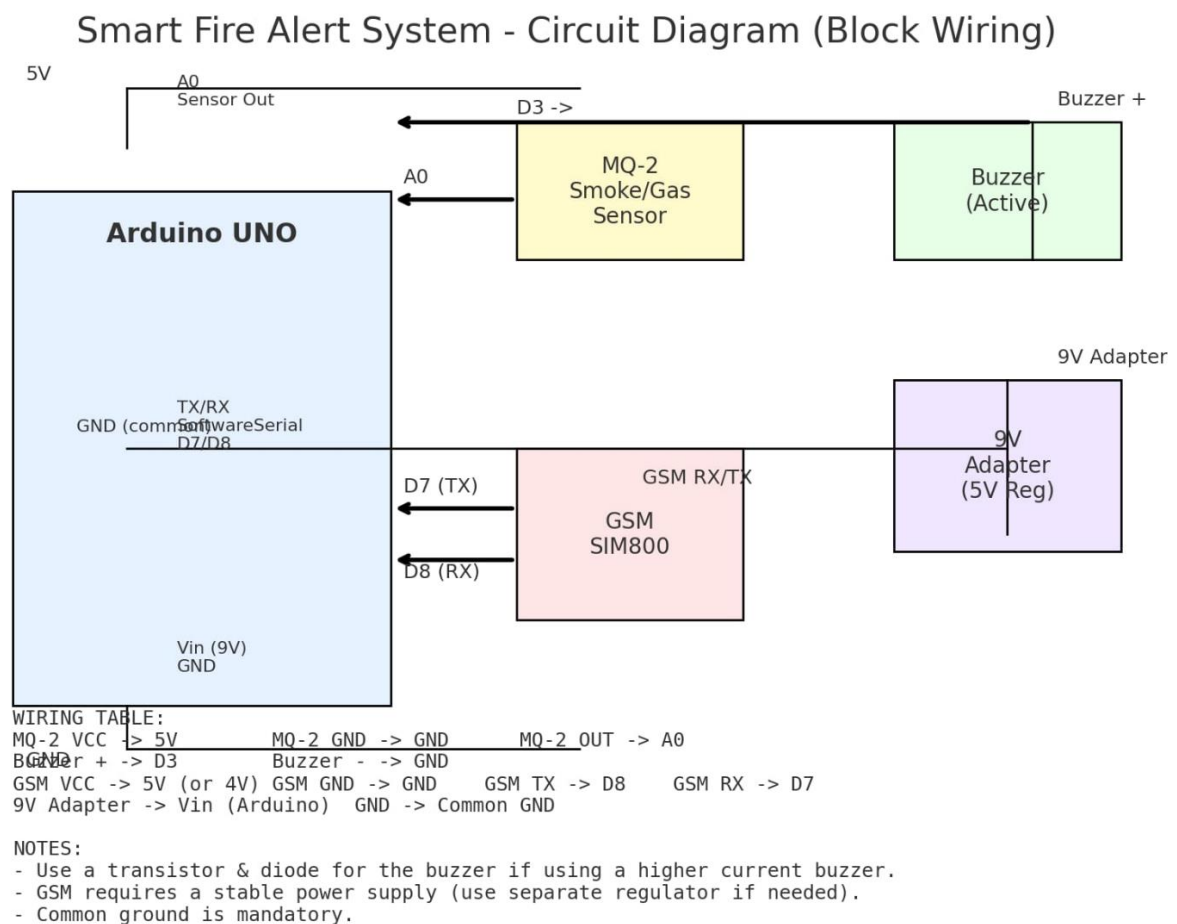 Smart Fire Alert System - Circuit Diagram (Block Wiring)
5V
A0
Sensor Out
D3 ->
Buzzer +
A0
MQ-2
Smoke/Gas
Sensor
Buzzer
(Active)
Arduino UNO
9V Adapter
TX/RX
GND (common)
SoftwareSerial
D7/D8
9V
Adapter
(5V Reg)
GSM RX/TX
D7 (TX)
GSM
SIM800
D8 (RX)
Vin (9V)
GND
WIRING TABLE:
MQ-2 VCC -> 5V MQ-2 GND -> GND MQ-2 OUT -> A0
GND
Buzzer + -> D3 Buzzer - -> GND
GSM VCC -> 5V (or 4V) GSM GND -> GND GSM TX -> D8 GSM RX -> D7
9V Adapter -> Vin (Arduino) GND -> Common GND
NOTES:
- Use a transistor & diode for the buzzer if using a higher current buzzer.
- GSM requires a stable power supply (use separate regulator if needed).
- Common ground is mandatory.